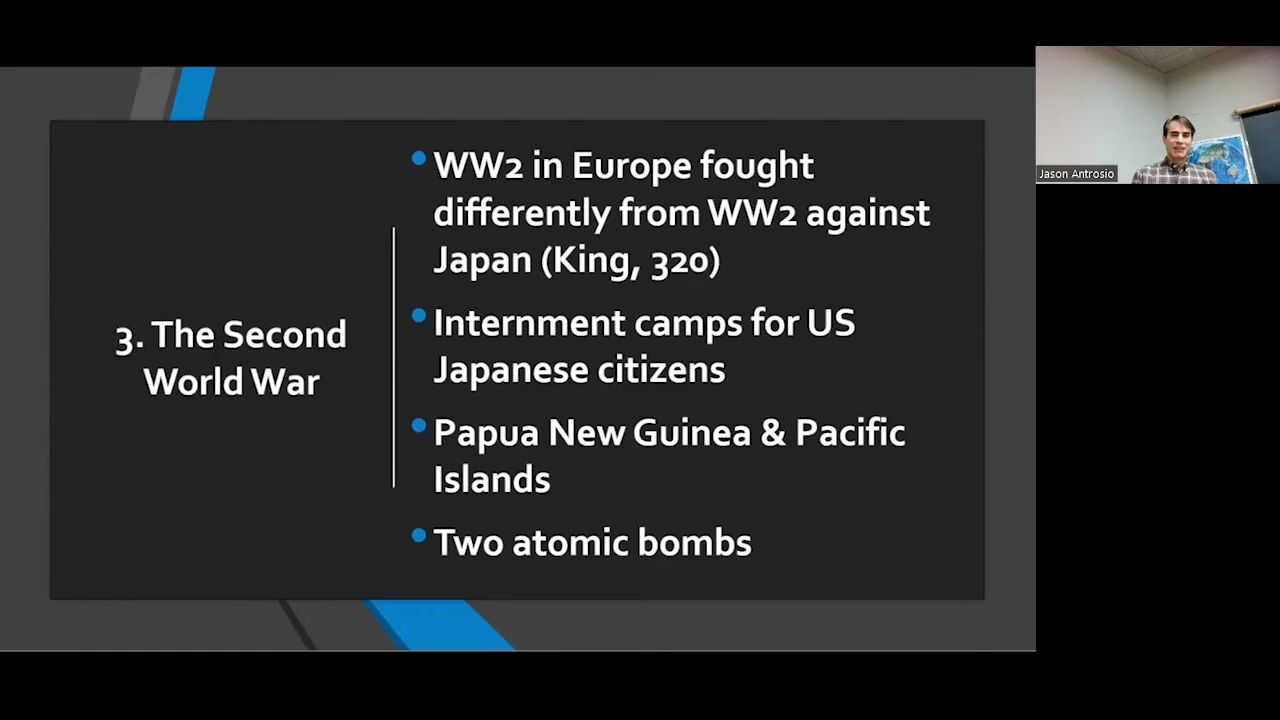 3. The Second
World War
WW2 in Europe fought
differently from WW2 against
Japan (King, 320)
Internment camps for US
Japanese citizens
Papua New Guinea & Pacific
Islands
Two atomic bombs
Jason Antrosio